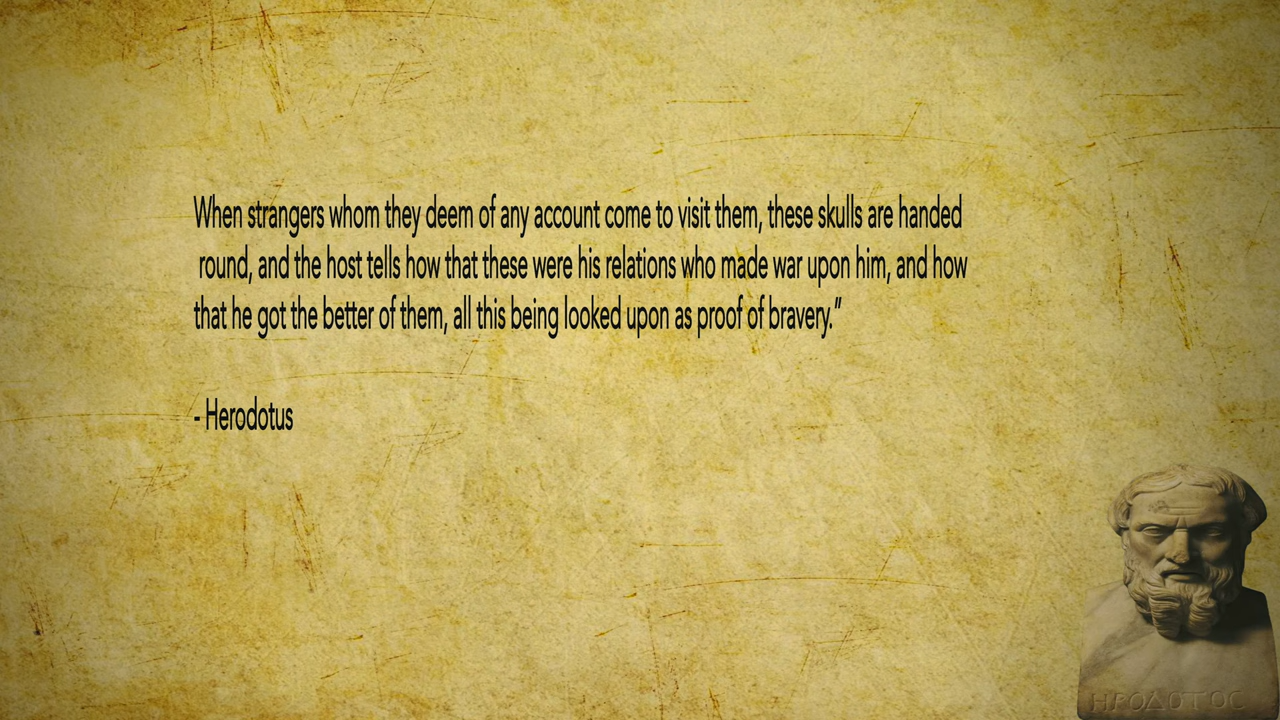 When strangers whom they deem of any account come to visit them, these skulls are handed
round, and the host tells how that these were his relations who made war upon him, and how
that he got the better of them, all this being looked upon as proof of bravery.”
- Herodotus
ΗΡΟΔΟΤΟС